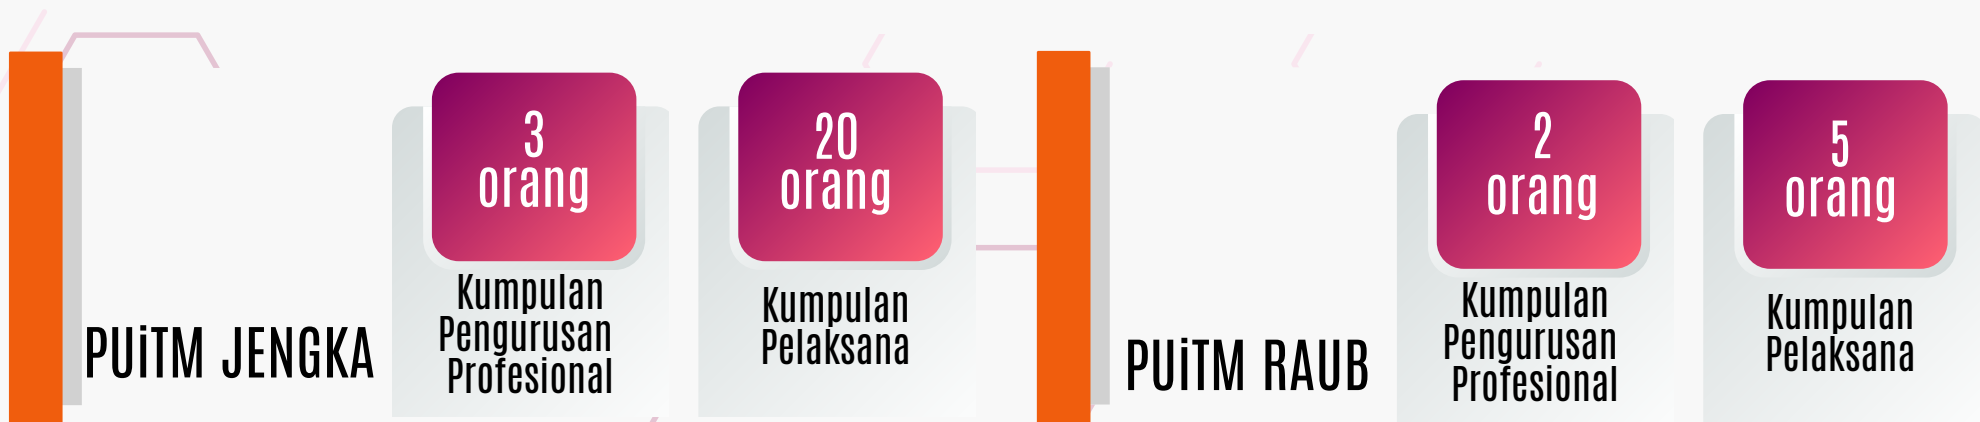 PUiTM JENGKA
3
orang
Kumpulan
Pengurusan
Profesional
20
orang
Kumpulan
Pelaksana
PUiTM RAUB
2
orang
Kumpulan
Pengurusan
Profesional
5
orang
Kumpulan
Pelaksana